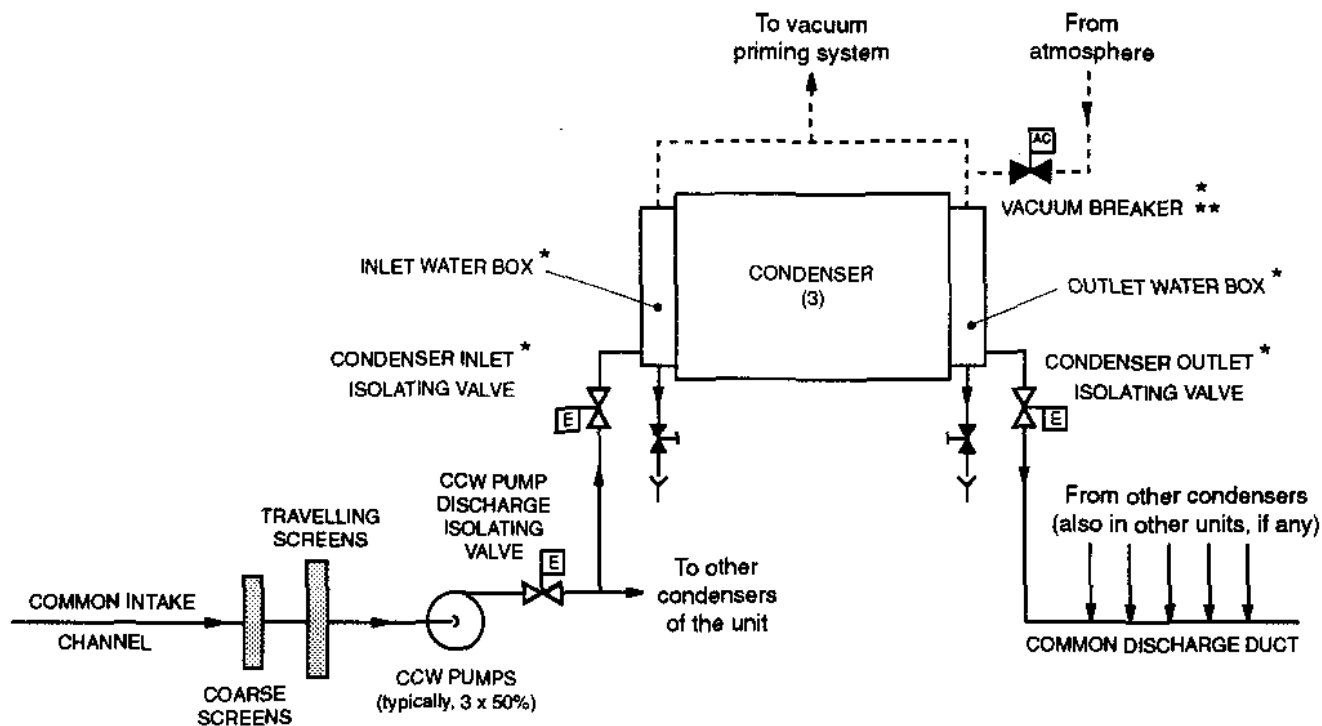 To vacuum
priming system
From
atmosphere
AC
VACUUM BREAKER *
**
INLET WATER BOX *
CONDENSER
(3)
OUTLET WATER BOX *
CONDENSER INLET *
ISOLATING VALVE
E
CONDENSER OUTLET *
ISOLATING VALVE
E
CCW PUMP
DISCHARGE
ISOLATING
VALVE
E
TRAVELLING
SCREENS
From other condensers
(also in other units, if any)
To other
condensers
of the unit
COMMON INTAKE
CHANNEL
COARSE
SCREENS
CCW PUMPS
(typically, 3 x 50%)
COMMON DISCHARGE DUCT